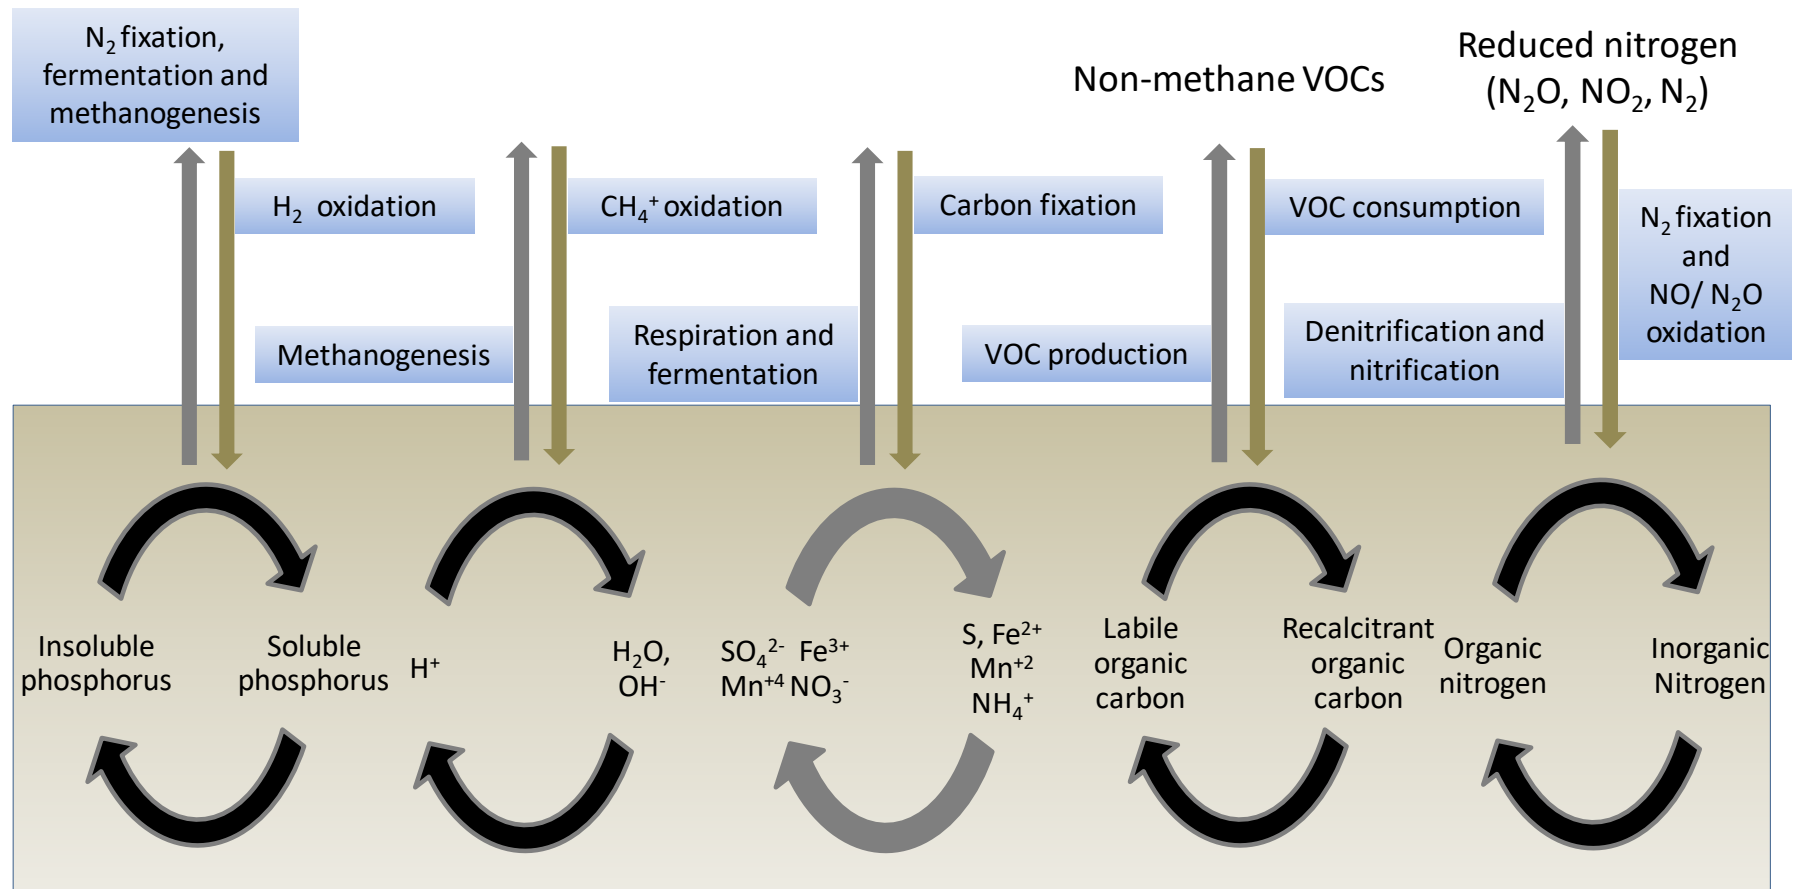 N₂ fixation,
fermentation and
methanogenesis
Non-methane VOCs
Reduced nitrogen
(N₂O, NO₂, N₂)
H₂ oxidation
CH₄⁺ oxidation
Carbon fixation
VOC consumption
N₂ fixation
and
NO/ N₂O
oxidation
Methanogenesis
Respiration and
fermentation
VOC production
Denitrification and
nitrification
Insoluble
phosphorus
Soluble
phosphorus
H⁺
H₂O,
OH⁻
SO₄²⁻ Fe³⁺
Mn⁺⁴ NO₃⁻
S, Fe²⁺
Mn⁺²
NH₄⁺
Labile
organic
carbon
Recalcitrant
organic
carbon
Organic
nitrogen
Inorganic
Nitrogen